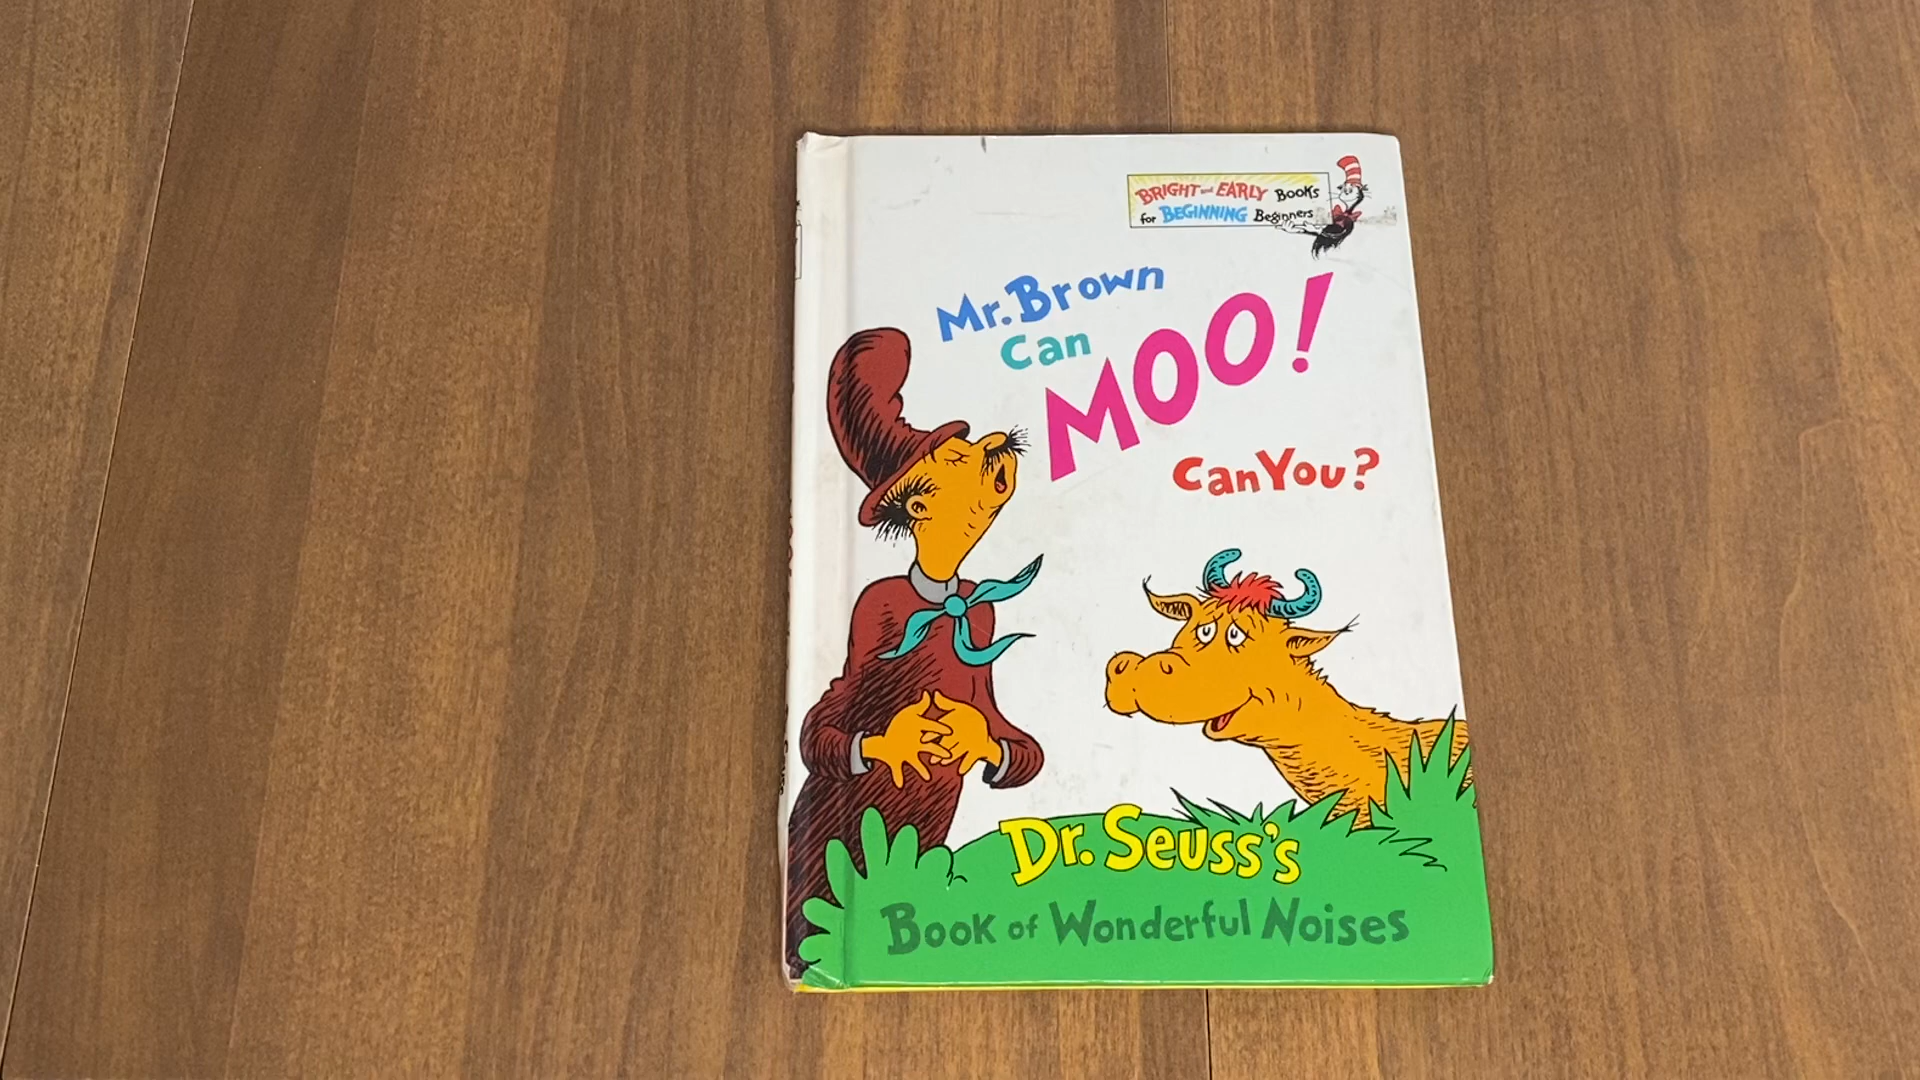 BRIGHT and EARLY Books
for BEGINNING Beginners
Mr. Brown
Can
MOO!
Can You?
Dr. Seuss's
Book of Wonderful Noises